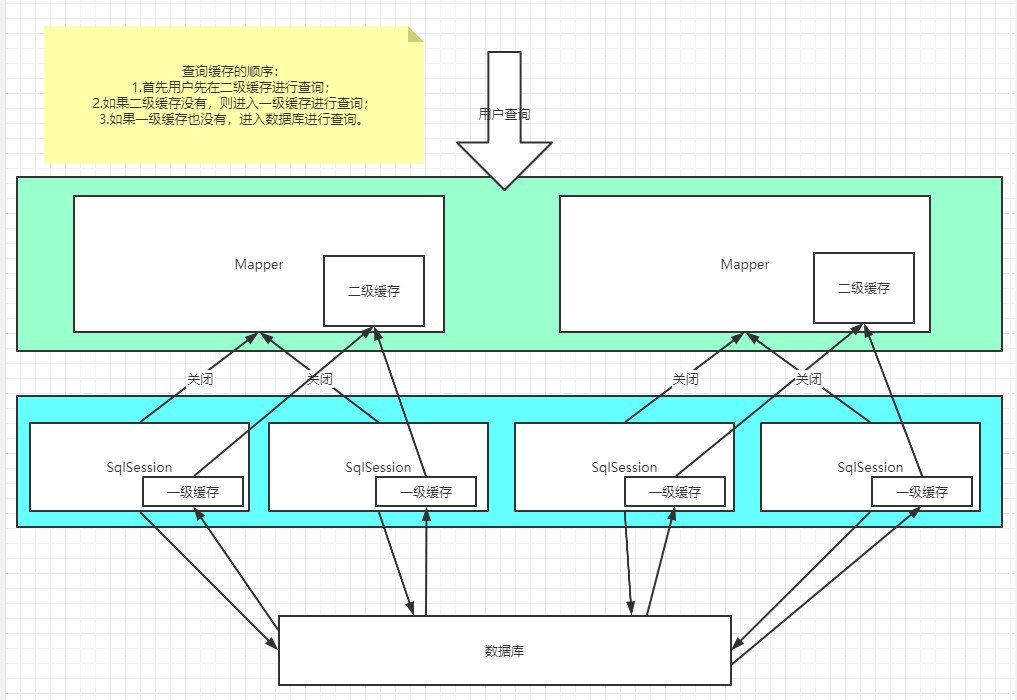 查询缓存的顺序：
1.首先用户先在二级缓存进行查询；
2.如果二级缓存没有，则进入一级缓存进行查询；
3.如果一级缓存也没有，进入数据库进行查询。
用户查询
Mapper
二级缓存
Mapper
二级缓存
关闭
关闭
关闭
关闭
SqlSession
一级缓存
SqlSession
一级缓存
SqlSession
一级缓存
SqlSession
一级缓存
数据库